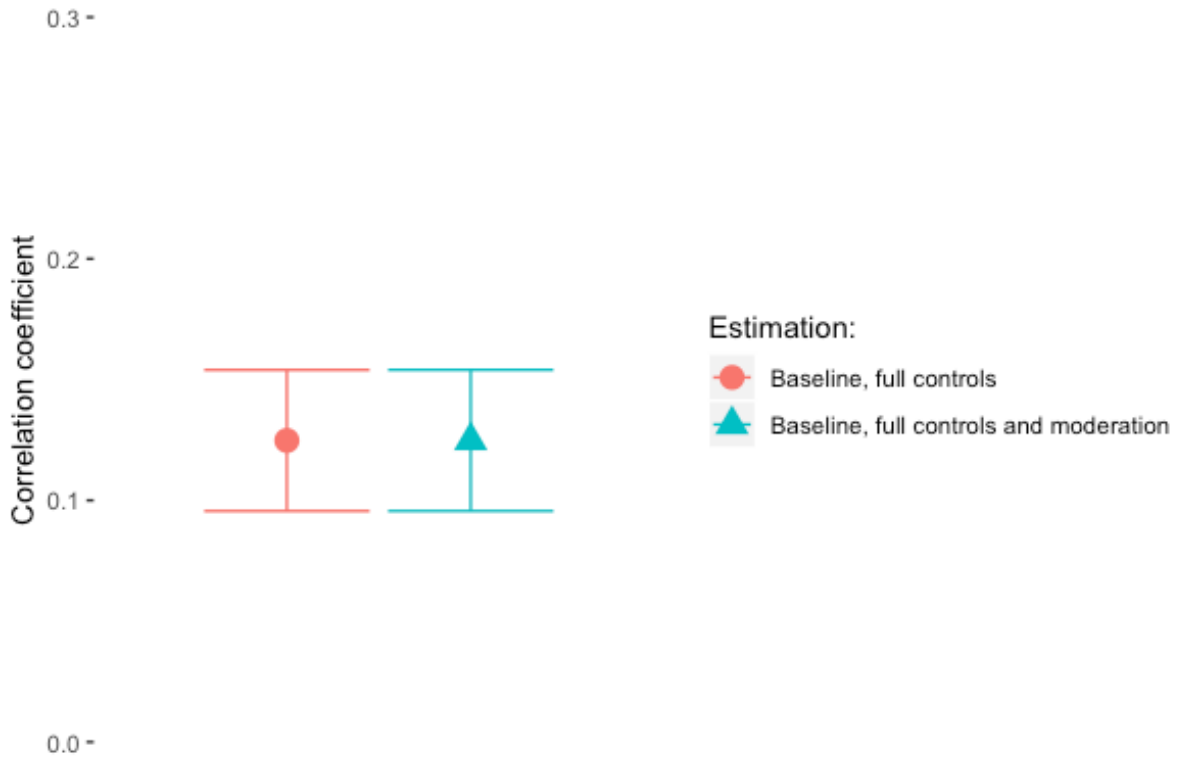 0.3
0.2
0.1
0.0
Correlation coefficient
Estimation:
Baseline, full controls
Baseline, full controls and moderation